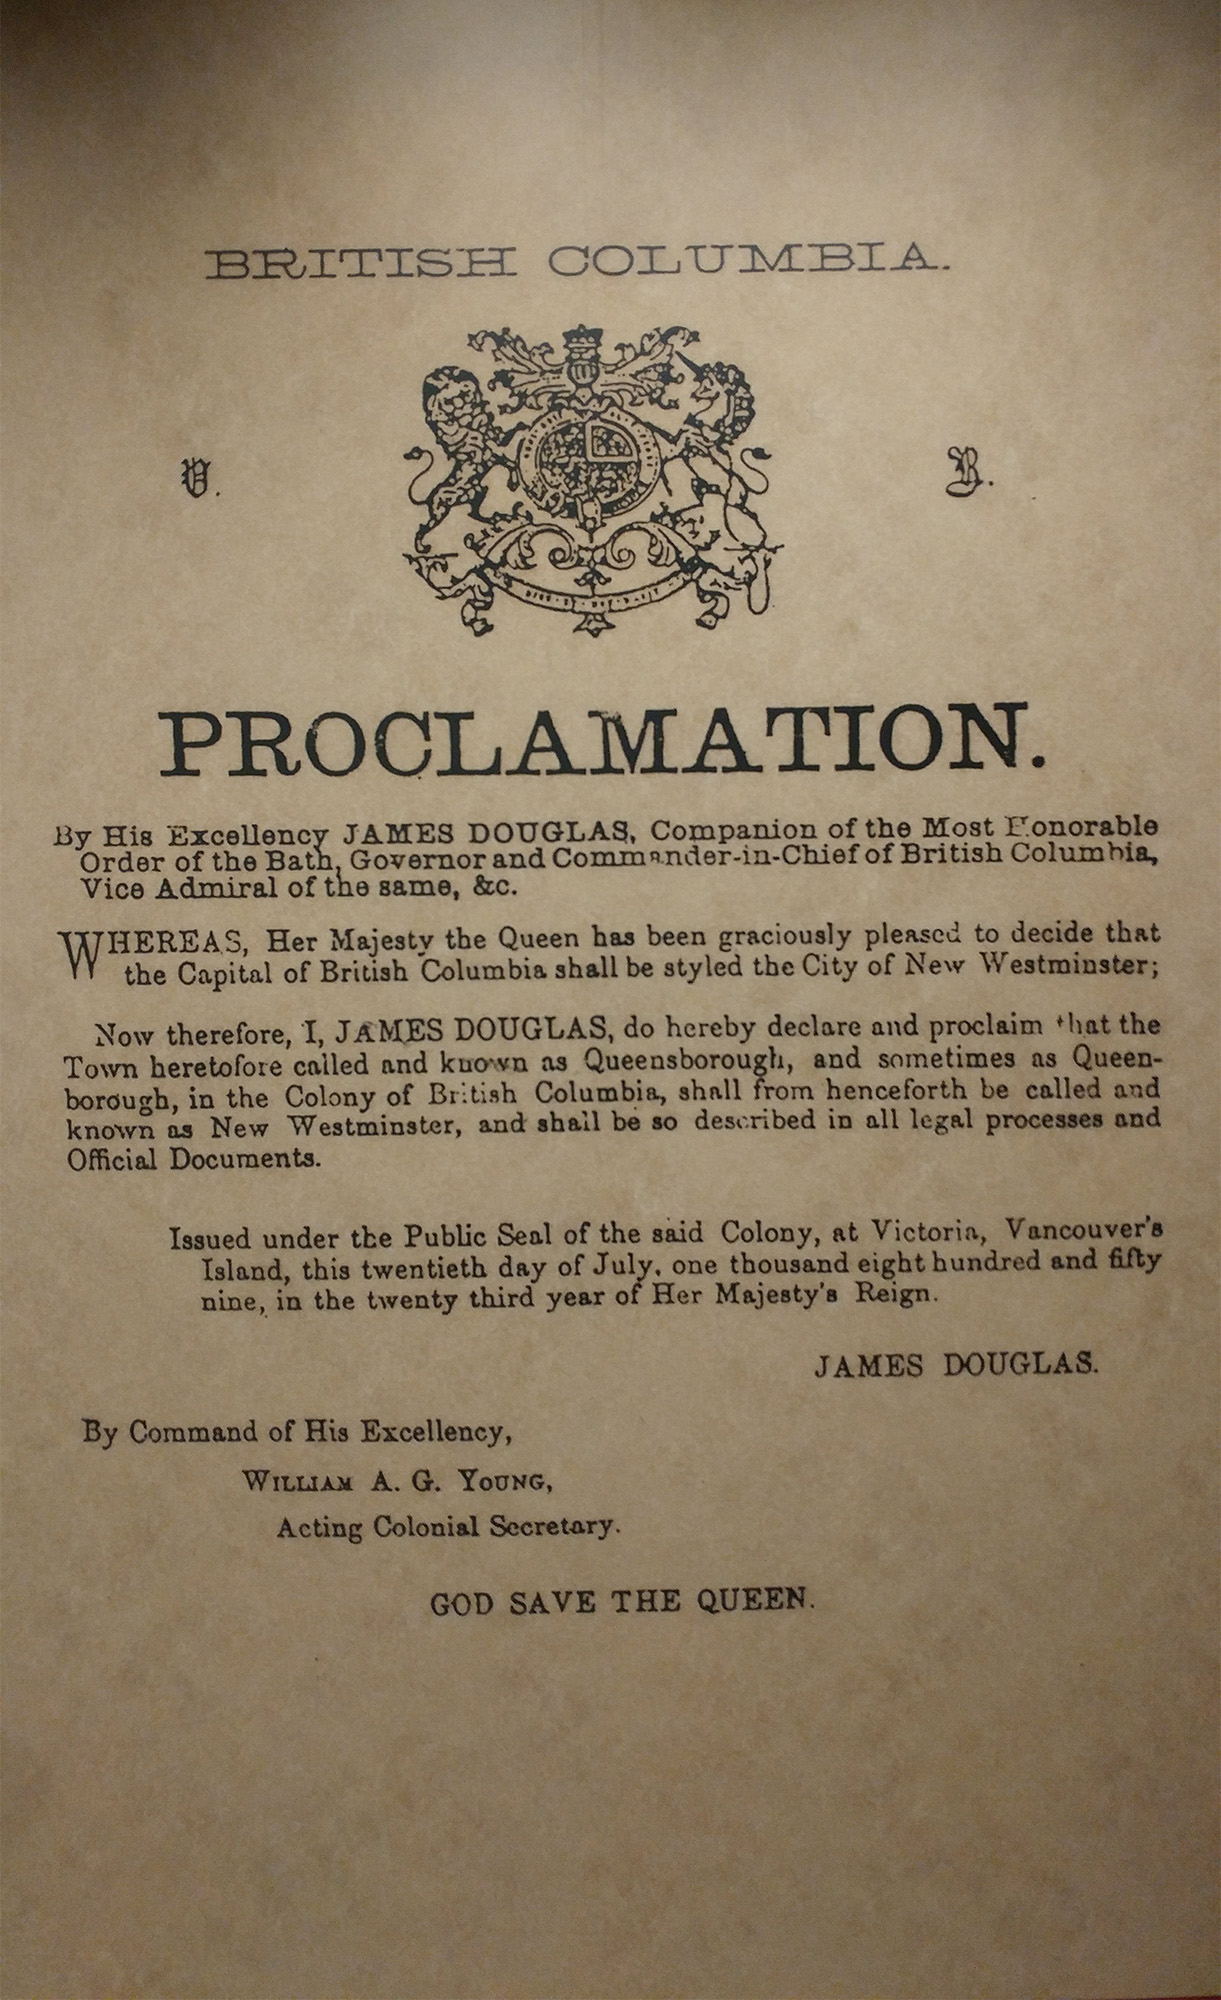 BRITISH COLUMBIA.
V. R.
PROCLAMATION.
By His Excellency JAMES DOUGLAS, Companion of the Most Honorable
Order of the Bath, Governor and Commander-in-Chief of British Columbia,
Vice Admiral of the same, &c.
WHEREAS, Her Majesty the Queen has been graciously pleased to decide that
the Capital of British Columbia shall be styled the City of New Westminster;
Now therefore, I, JAMES DOUGLAS, do hereby declare and proclaim that the
Town heretofore called and known as Queensborough, and sometimes as Queen-
borough, in the Colony of British Columbia, shall from henceforth be called and
known as New Westminster, and shall be so described in all legal processes and
Official Documents.
Issued under the Public Seal of the said Colony, at Victoria, Vancouver's
Island, this twentieth day of July, one thousand eight hundred and fifty
nine, in the twenty third year of Her Majesty's Reign.
JAMES DOUGLAS.
By Command of His Excellency,
WILLIAM A. G. YOUNG,
Acting Colonial Secretary.
GOD SAVE THE QUEEN.